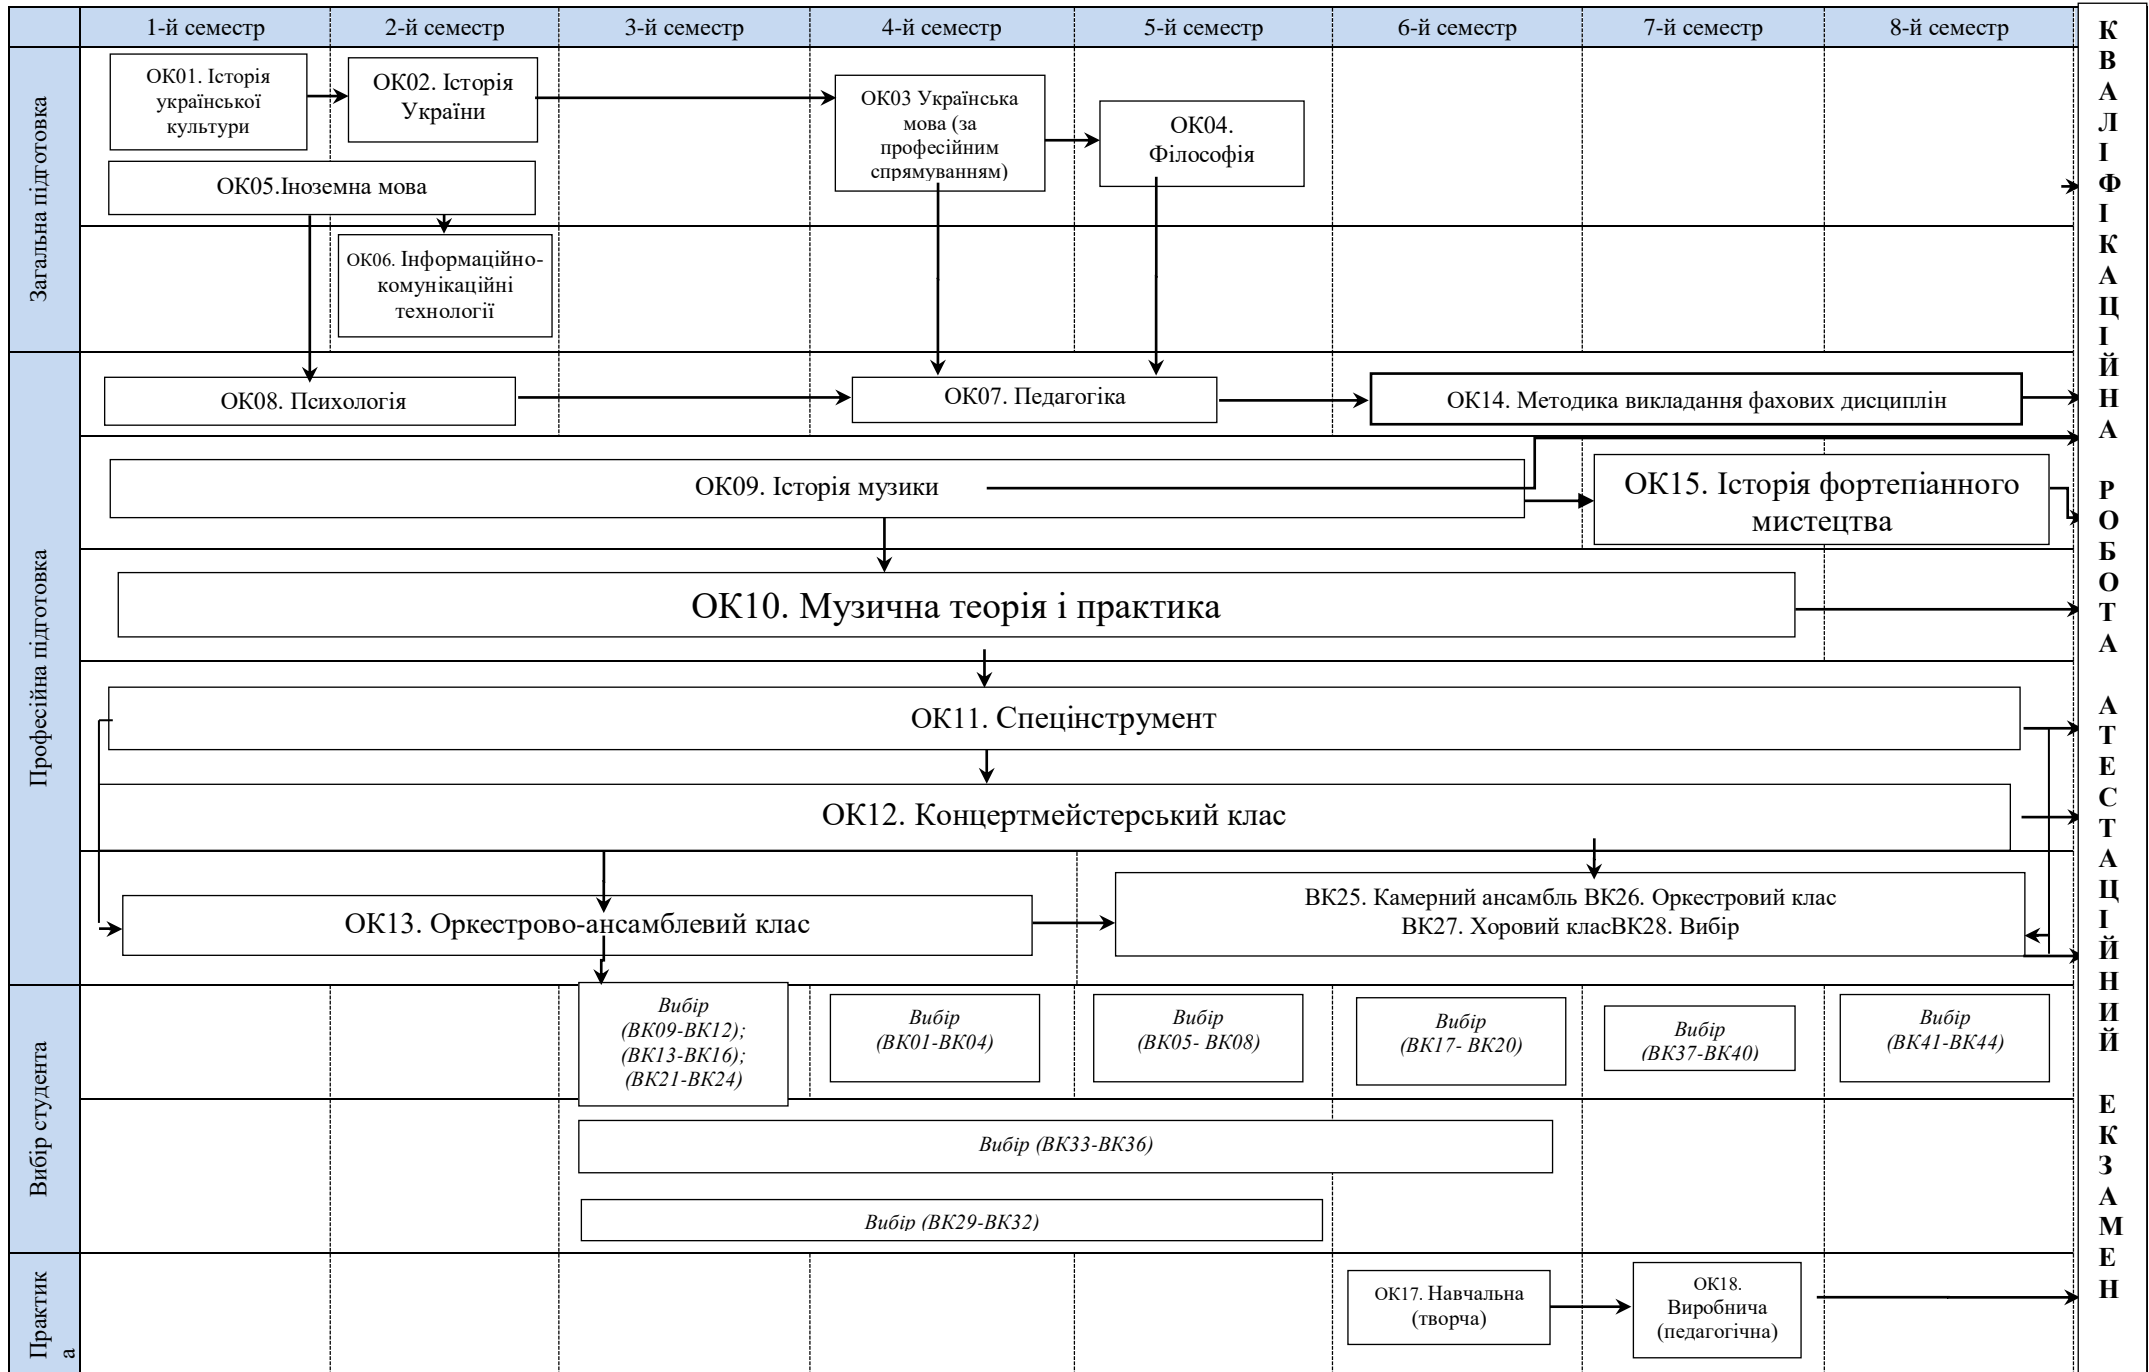 1-й семестр
2-й семестр
3-й семестр
4-й семестр
5-й семестр
6-й семестр
7-й семестр
8-й семестр
Загальна підготовка
ОК01. Історія
української
культури
ОК02. Історія
України
ОК03 Українська
мова (за
професійним
спрямуванням)
ОК04.
Філософія
ОК05.Іноземна мова
ОК06. Інформаційно-
комунікаційні
технології
Професійна підготовка
ОК08. Психологія
ОК07. Педагогіка
ОК14. Методика викладання фахових дисциплін
ОК09. Історія музики
ОК15. Історія фортепіанного
мистецтва
ОК10. Музична теорія і практика
ОК11. Спецінструмент
ОК12. Концертмейстерський клас
ОК13. Оркестрово-ансамблевий клас
ВК25. Камерний ансамбль ВК26. Оркестровий клас
ВК27. Хоровий класВК28. Вибір
Вибір студента
Вибір
(ВК09-ВК12);
(ВК13-ВК16);
(ВК21-ВК24)
Вибір
(ВК01-ВК04)
Вибір
(ВК05- ВК08)
Вибір
(ВК17- ВК20)
Вибір
(ВК37-ВК40)
Вибір
(ВК41-ВК44)
Вибір (ВК33-ВК36)
Вибір (ВК29-ВК32)
Практик
а
ОК17. Навчальна
(творча)
ОК18.
Виробнича
(педагогічна)
КВАЛІФІКАЦІЙНА РОБОТА АТЕСТАЦІЙНИЙ ЕКЗАМЕН